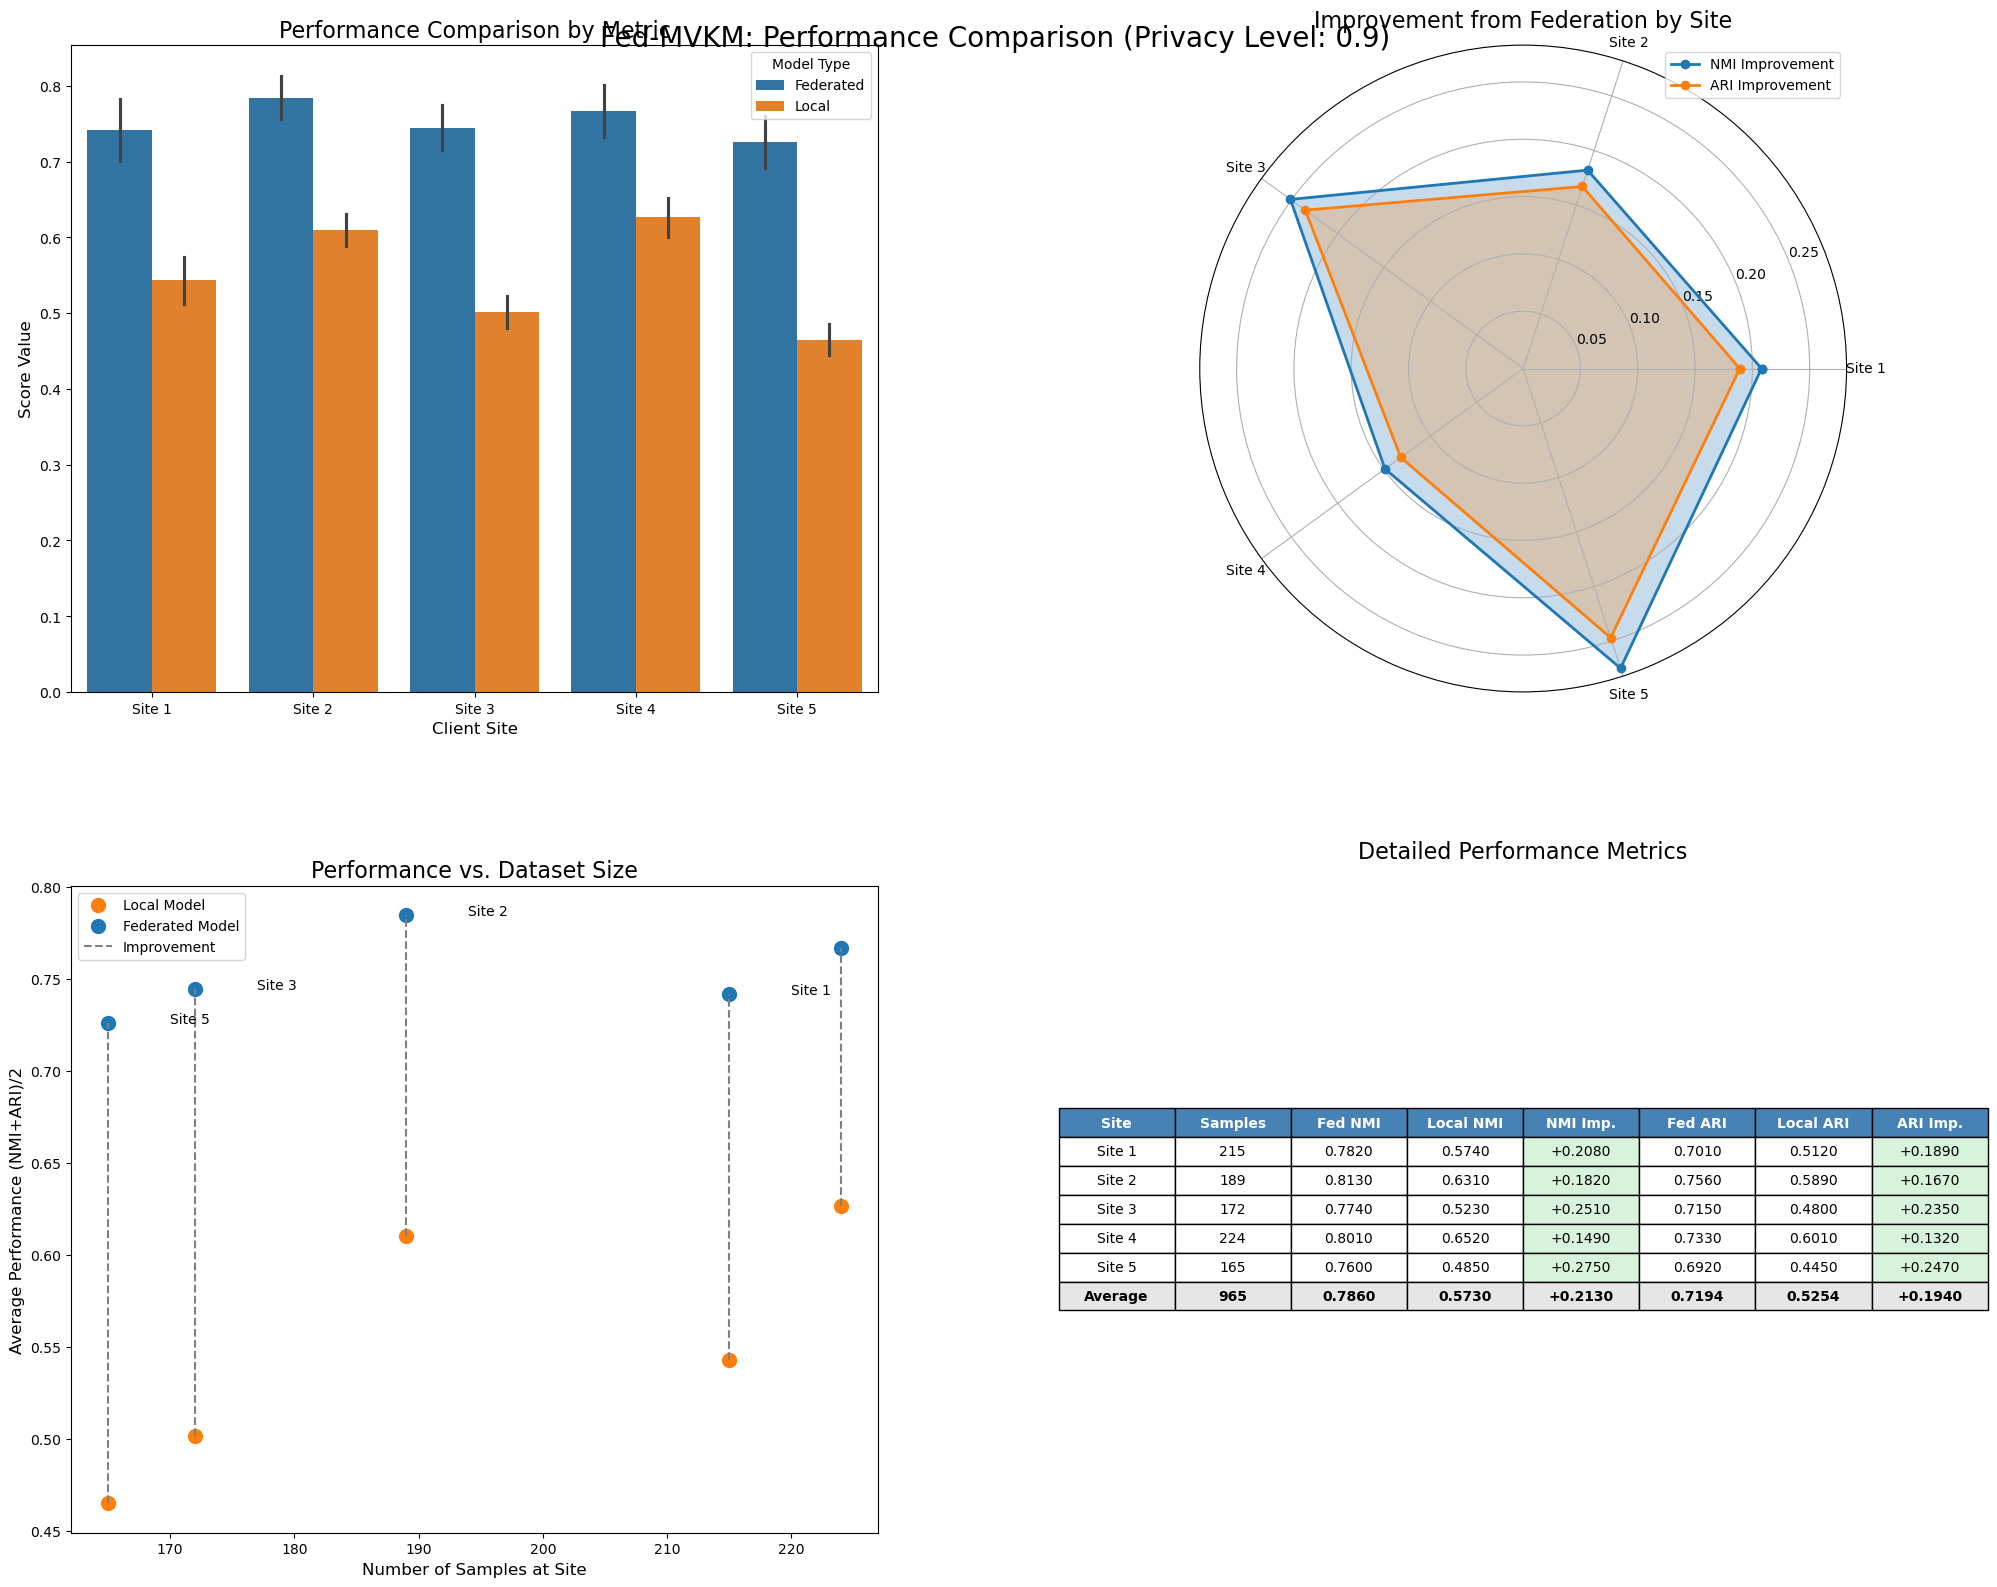 Fed-MVKM: Performance Comparison (Privacy Level: 0.9)
Performance Comparison by Metric
Model Type
Federated
Local
Score Value
0.8
0.7
0.6
0.5
0.4
0.3
0.2
0.1
0.0
Site 1 Site 2 Site 3 Site 4 Site 5
Client Site
Improvement from Federation by Site
NMI Improvement
ARI Improvement
Site 2
Site 3
Site 1
Site 4
Site 5
0.25
0.20
0.15
0.10
0.05
Performance vs. Dataset Size
Local Model
Federated Model
Improvement
Average Performance (NMI+ARI)/2
0.80
0.75
0.70
0.65
0.60
0.55
0.50
0.45
Site 2
Site 3
Site 1
Site 5
170 180 190 200 210 220
Number of Samples at Site
Detailed Performance Metrics
Site Samples Fed NMI Local NMI NMI Imp. Fed ARI Local ARI ARI Imp.
Site 1 215 0.7820 0.5740 +0.2080 0.7010 0.5120 +0.1890
Site 2 189 0.8130 0.6310 +0.1820 0.7560 0.5890 +0.1670
Site 3 172 0.7740 0.5230 +0.2510 0.7150 0.4800 +0.2350
Site 4 224 0.8010 0.6520 +0.1490 0.7330 0.6010 +0.1320
Site 5 165 0.7600 0.4850 +0.2750 0.6920 0.4450 +0.2470
Average 965 0.7860 0.5730 +0.2130 0.7194 0.5254 +0.1940